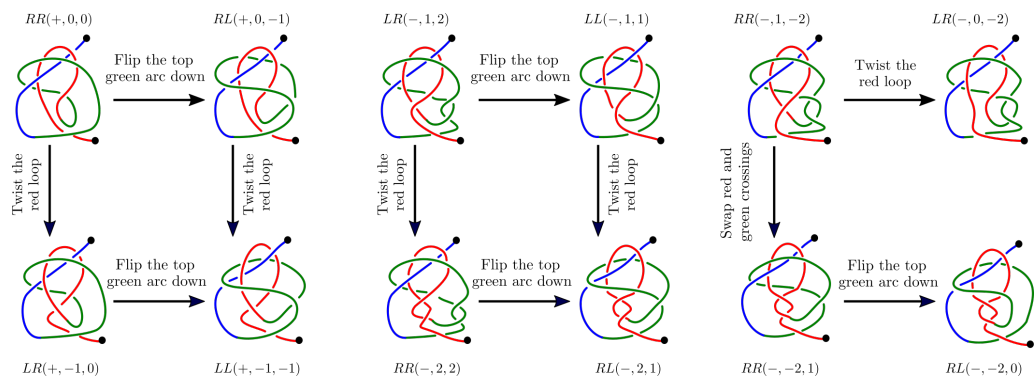 RR(+, 0, 0)
RL(+, 0, −1)
LR(−, 1, 2)
LL(−, 1, 1)
RR(−, 1, −2)
LR(−, 0, −2)
Flip the top
green arc down
Flip the top
green arc down
Twist the
red loop
Twist the
red loop
Twist the
red loop
Twist the
red loop
Twist the
red loop
Swap red and
green crossings
Flip the top
green arc down
Flip the top
green arc down
Flip the top
green arc down
LR(+, −1, 0)
LL(+, −1, −1)
RR(−, 2, 2)
RL(−, 2, 1)
RR(−, −2, 1)
RL(−, −2, 0)